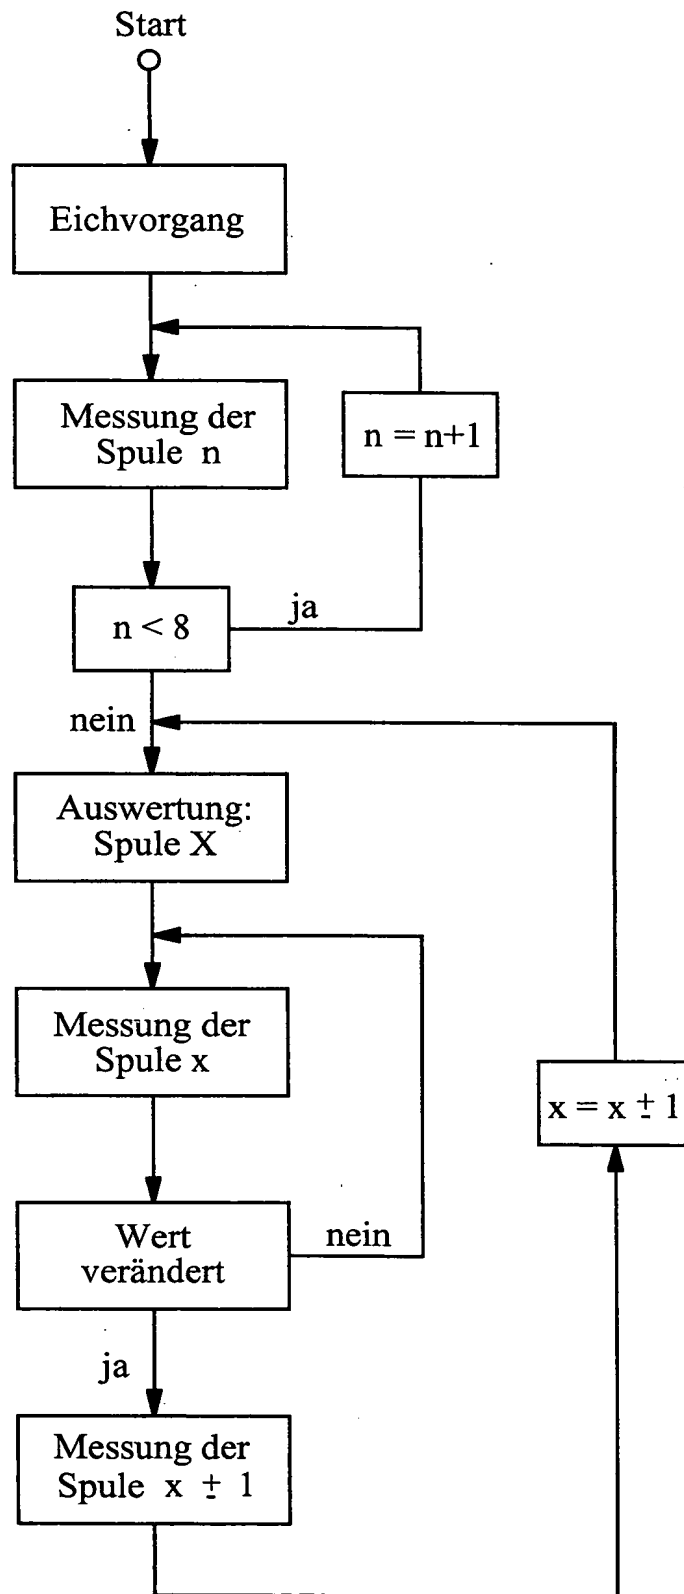 Start
Eichvorgang
Messung der
Spule n
n = n+1
n < 8
ja
nein
Auswertung:
Spule X
Messung der
Spule x
x = x ± 1
Wert
verändert
nein
ja
Messung der
Spule x ± 1